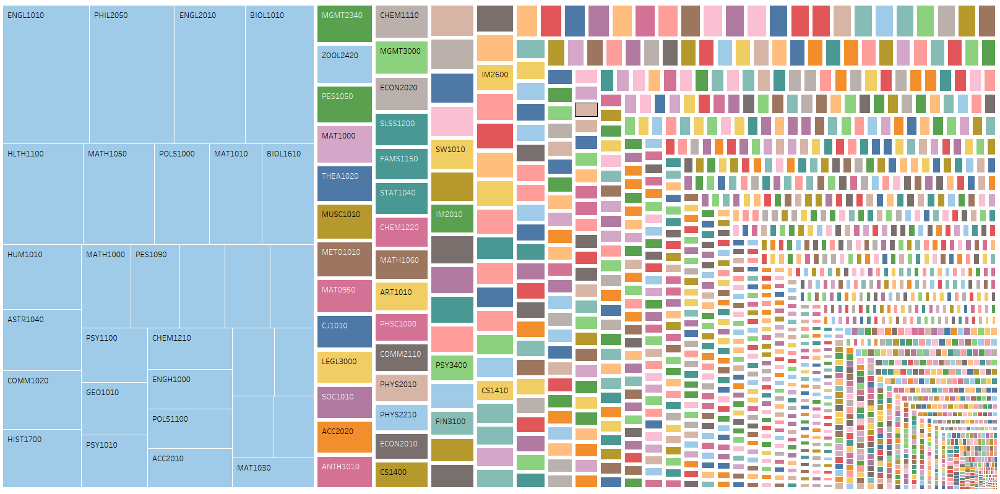 ENGL1010
PHIL2050
ENGL2010
BIOL1010
HLTH1100
MATH1050
POLS1000
MAT1010
BIOL1610
HUM1010
MATH1000
PES1090
ASTR1040
COMM1020
HIST1700
PSY1100
CHEM1210
GEO1010
ENGH1000
POLS1100
PSY1010
ACC2010
MAT1030
MGMT2340
ZOOL2420
PES1050
MAT1000
THEA1020
MUSC1010
METO1010
MAT0950
CJ1010
LEGL3000
SOC1010
ACC2020
ANTH1010
CHEM1110
MGMT3000
ECON2020
SLSS1200
FAMS1150
STAT1040
CHEM1220
MATH1060
ART1010
PHSC1000
COMM2110
PHYS2010
PHYS2210
ECON2010
CS1400
SW1010
IM2010
PSY3400
FIN3100
IM2600
CS1410